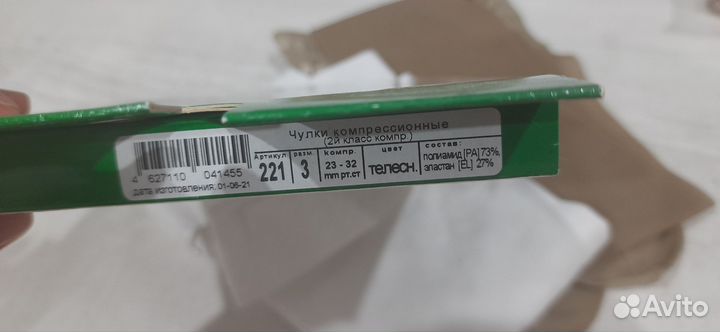 Чулки компрессионные
(2й класс компр.)
4 627110 041455
дата изготовления: 01-06-21
Артикул
221
разм.
3
компр.
23 - 32
mm рт.ст
цвет
телесн.
состав:
полиамид [PA] 73%,
эластан [EL] 27%
Avito